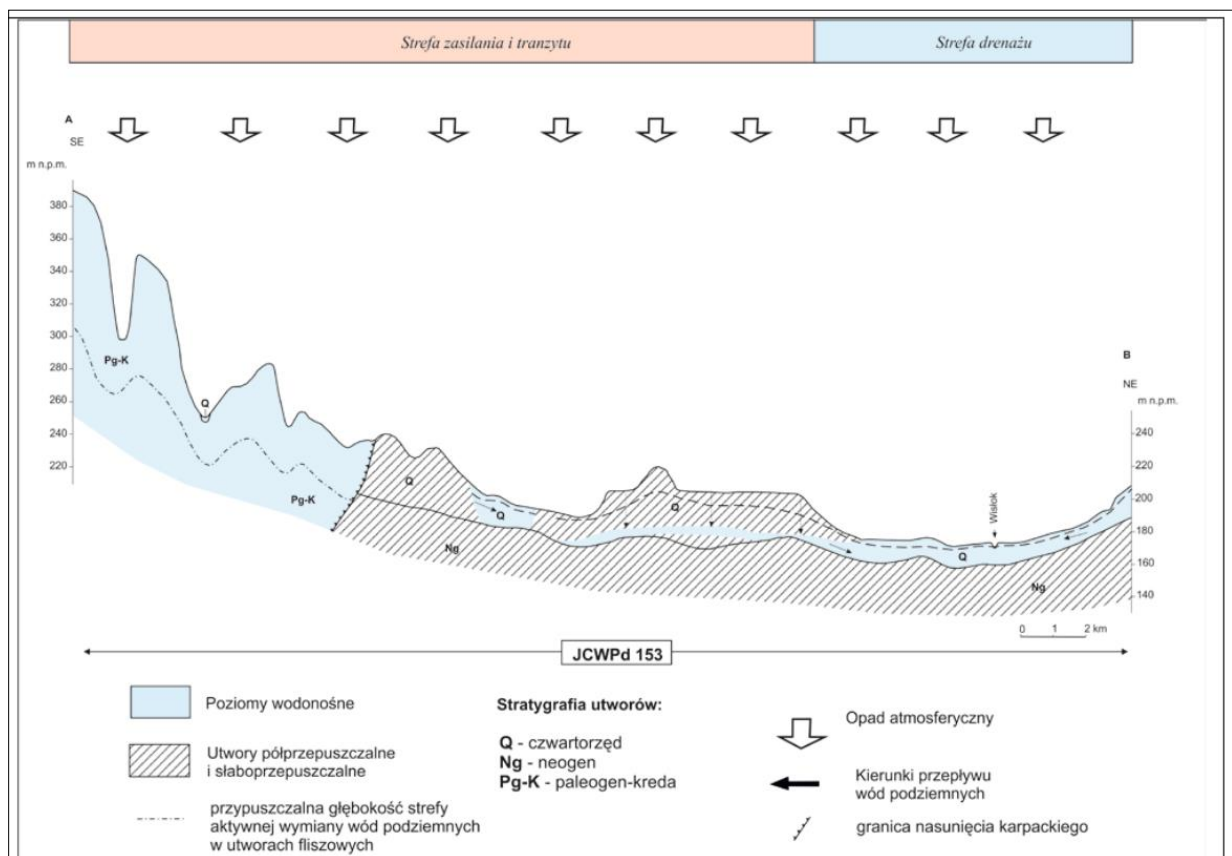 Strefa zasilania i tranzytu
Strefa drenażu
A
SE
m n.p.m.
380
360
340
320
300
280
260
240
220
Pg-K
Q
Pg-K
Q
Ng
Q
Q
Q
Wisłok
Ng
B
NE
m n.p.m.
240
220
200
180
160
140
0 1 2 km
JCWPd 153
Poziomy wodonośne
Utwory półprzepuszczalne
i słaboprzepuszczalne
przypuszczalna głębokość strefy
aktywnej wymiany wód podziemnych
w utworach fliszowych
Stratygrafia utworów:
Q - czwartorzęd
Ng - neogen
Pg-K - paleogen-kreda
Opad atmosferyczny
Kierunki przepływu
wód podziemnych
granica nasunięcia karpackiego